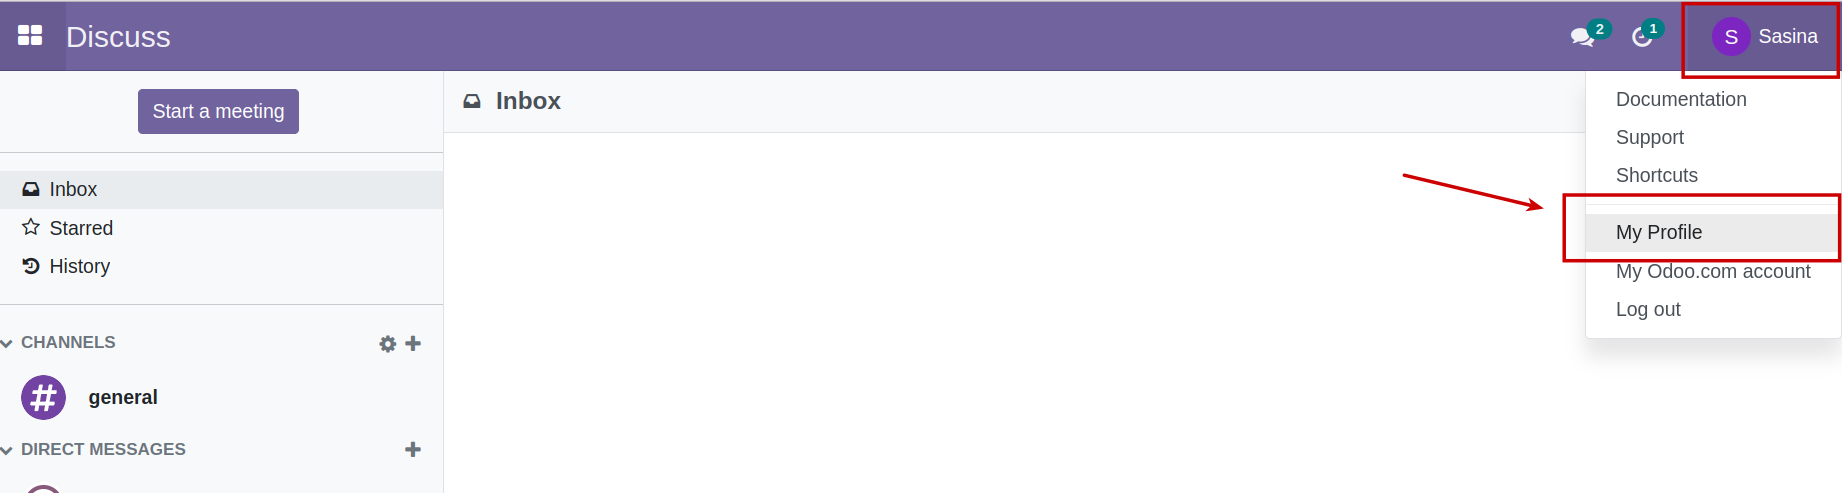 Discuss
2
1
S
Sasina
Start a meeting
Inbox
Starred
History
CHANNELS
general
DIRECT MESSAGES
Inbox
Documentation
Support
Shortcuts
My Profile
My Odoo.com account
Log out